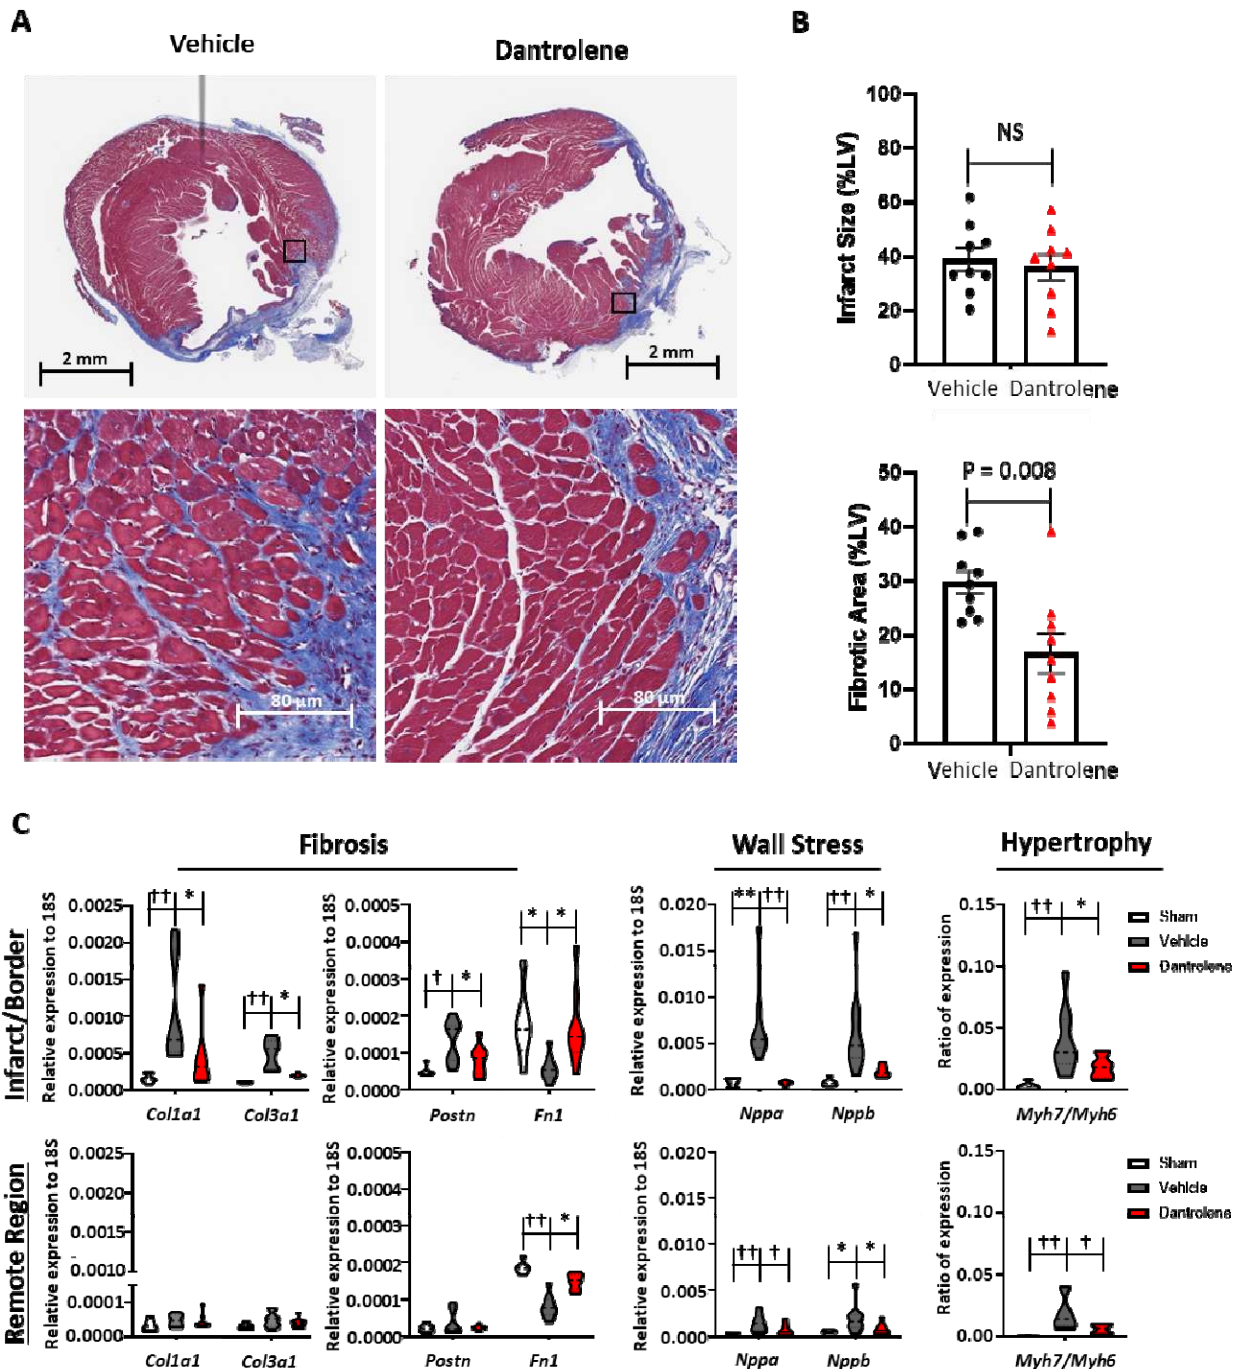 A
Vehicle
Dantrolene
2 mm
2 mm
80 µm
80 µm
B
Infarct Size (%LV)
100
80
60
40
20
0
NS
Vehicle Dantrolene
Fibrotic Area (%LV)
50
40
30
20
10
0
P = 0.008
Vehicle Dantrolene
C
Fibrosis
Wall Stress
Hypertrophy
Infarct/Border
Relative expression to 18S
0.0025
0.0020
0.0015
0.0010
0.0005
0.0000
†† *
†† *
Col1a1 Col3a1
Relative expression to 18S
0.0005
0.0004
0.0003
0.0002
0.0001
0.0000
† *
* *
Postn Fn1
Relative expression to 18S
0.020
0.015
0.010
0.005
0.000
** ††
†† *
Nppa Nppb
Ratio of expression
0.15
0.10
0.05
0.00
†† *
Myh7/Myh6
Sham
Vehicle
Dantrolene
Remote Region
Relative expression to 18S
0.0025
0.0020
0.0015
0.0010
0.0001
0.0000
Col1a1 Col3a1
Relative expression to 18S
0.0005
0.0004
0.0003
0.0002
0.0001
0.0000
†† *
Postn Fn1
Relative expression to 18S
0.020
0.015
0.010
0.005
0.000
†† †
* *
Nppa Nppb
Ratio of expression
0.15
0.10
0.05
0.00
†† †
Myh7/Myh6
Sham
Vehicle
Dantrolene